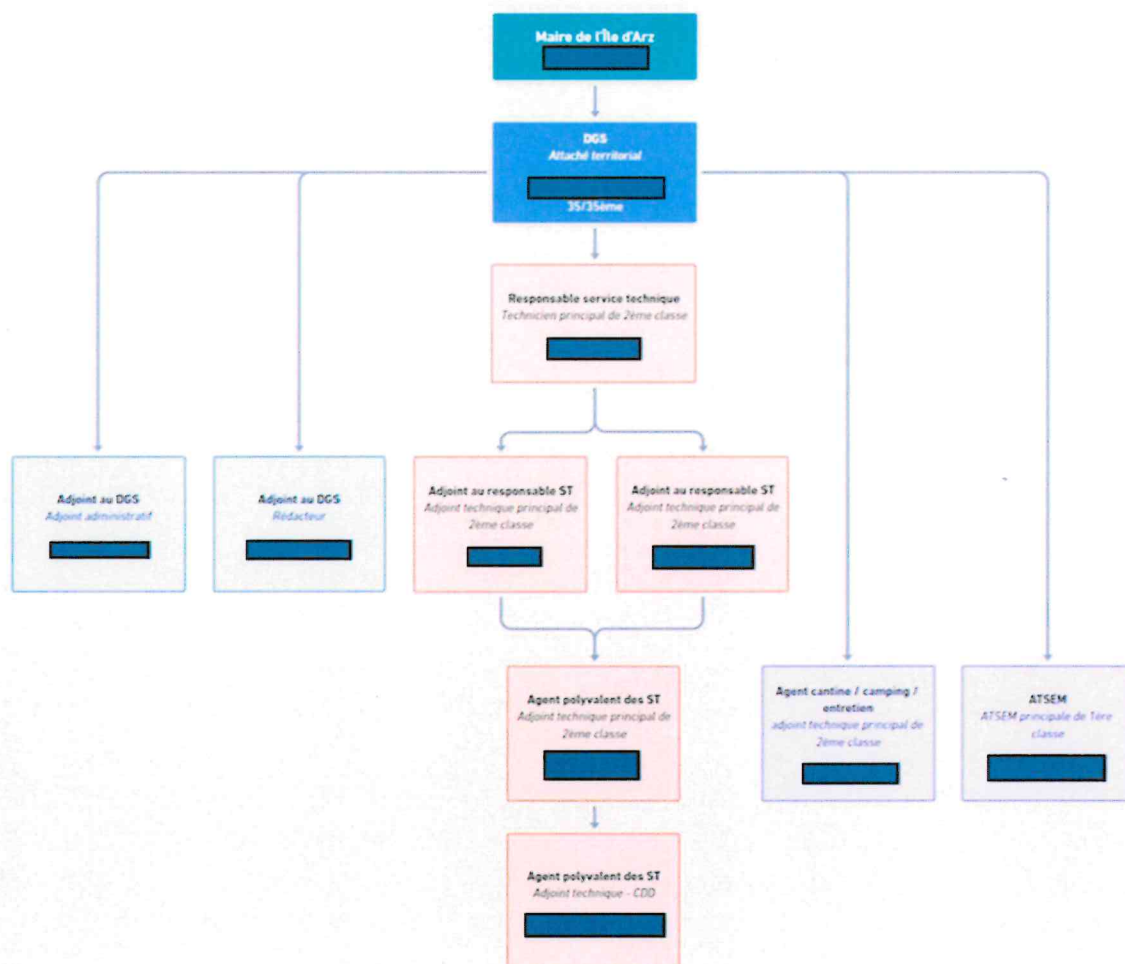 Maire de l'Île d'Arz
DGS
Attaché territorial
35/35ème
Responsable service technique
Technicien principal de 2ème classe
Adjoint au DGS
Adjoint administratif
Adjoint au DGS
Rédacteur
Adjoint au responsable ST
Adjoint technique principal de
2ème classe
Adjoint au responsable ST
Adjoint technique principal de
2ème classe
Agent polyvalent des ST
Adjoint technique principal de
2ème classe
Agent cantine / camping /
entretien
adjoint technique principal de
2ème classe
ATSEM
ATSEM principale de 1ère
classe
Agent polyvalent des ST
Adjoint technique - CDD